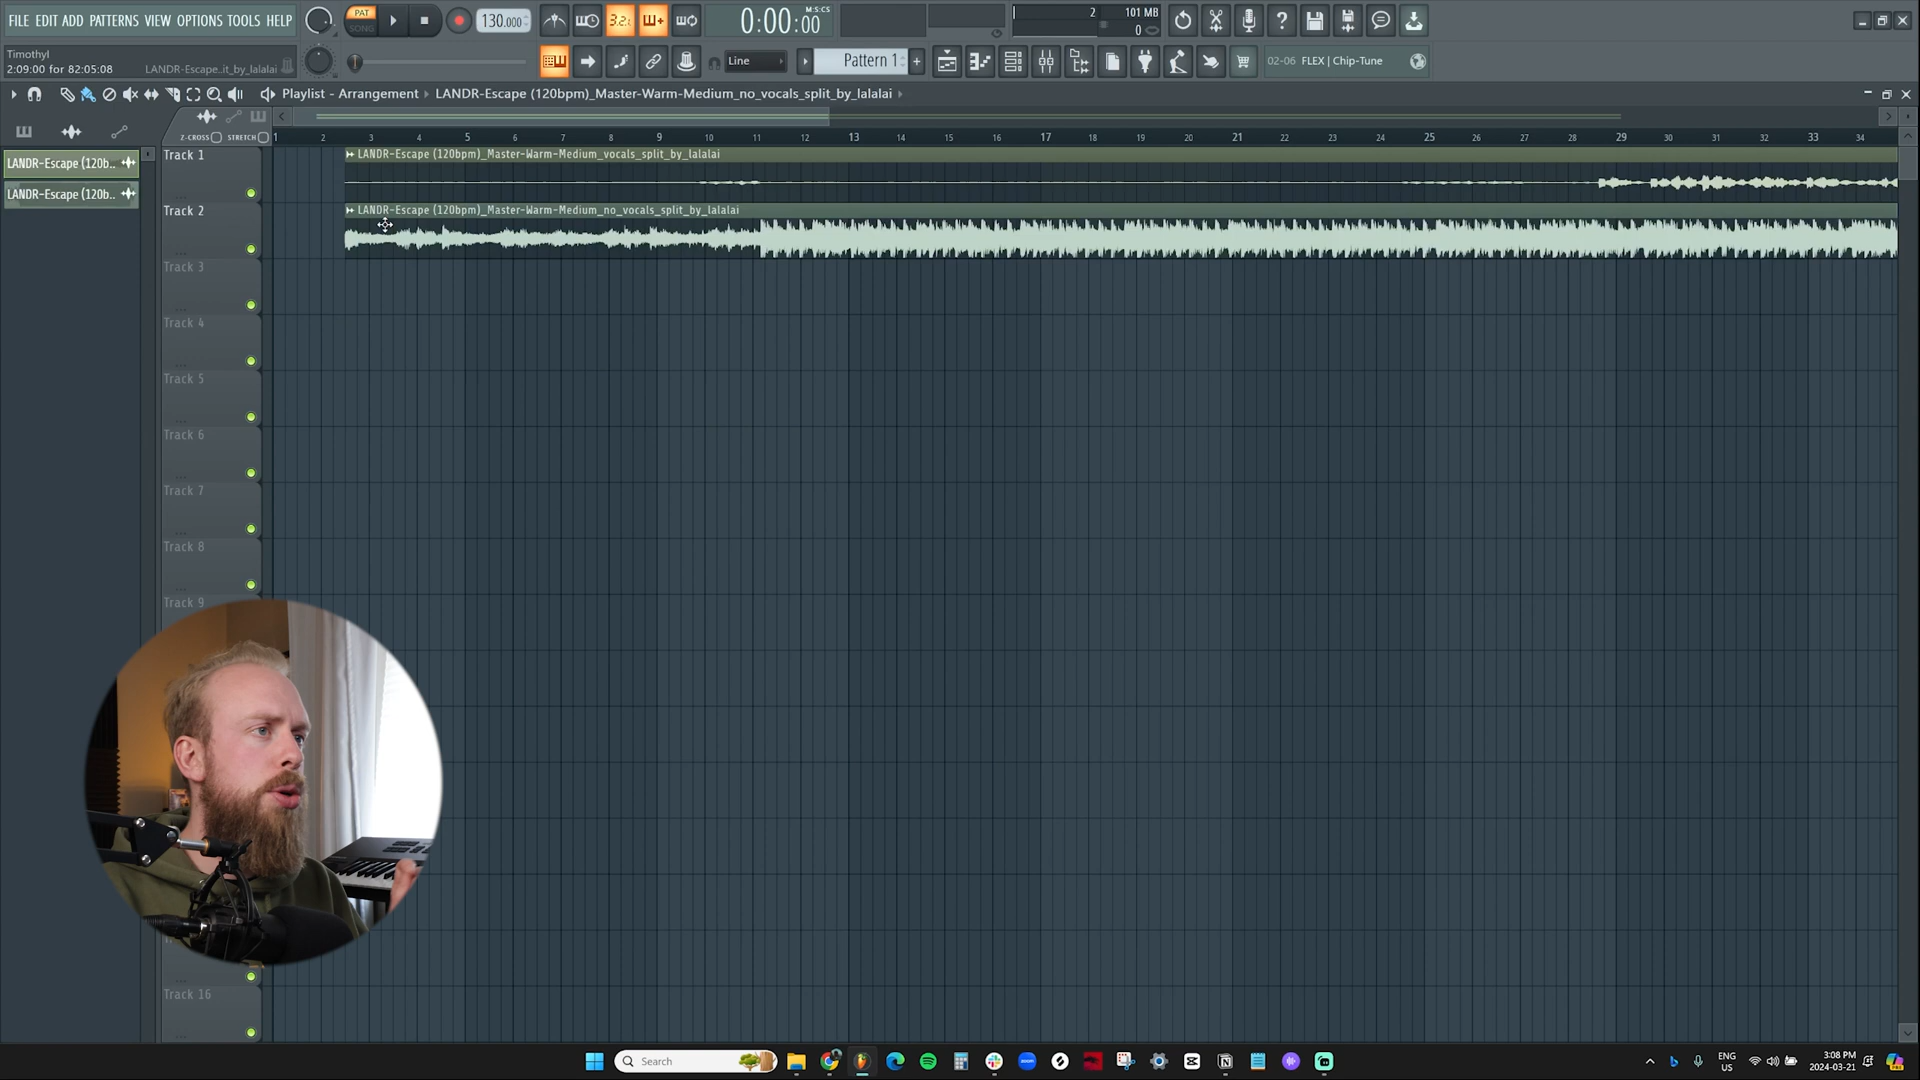 FILE EDIT ADD PATTERNS VIEW OPTIONS TOOLS HELP
PAT
SONG
130.000
3.2.
0:00:00
M:S:CS
2
101 MB
0
Timothyl
2:09:00 for 82:05:08
LANDR-Escape..it_by_lalalai
Line
Pattern 1
02-06 FLEX | Chip-Tune
Playlist - Arrangement
LANDR-Escape (120bpm)_Master-Warm-Medium_no_vocals_split_by_lalalai
Z-CROSS
STRETCH
1 2 3 4 5 6 7 8 9 10 11 12 13 14 15 16 17 18 19 20 21 22 23 24 25 26 27 28 29 30 31 32 33 34
LANDR-Escape (120b..
LANDR-Escape (120b..
Track 1
LANDR-Escape (120bpm)_Master-Warm-Medium_vocals_split_by_lalalai
Track 2
LANDR-Escape (120bpm)_Master-Warm-Medium_no_vocals_split_by_lalalai
Track 3
Track 4
Track 5
Track 6
Track 7
Track 8
Track 9
Track 16
Search
ENG
US
3:08 PM
2024-03-21